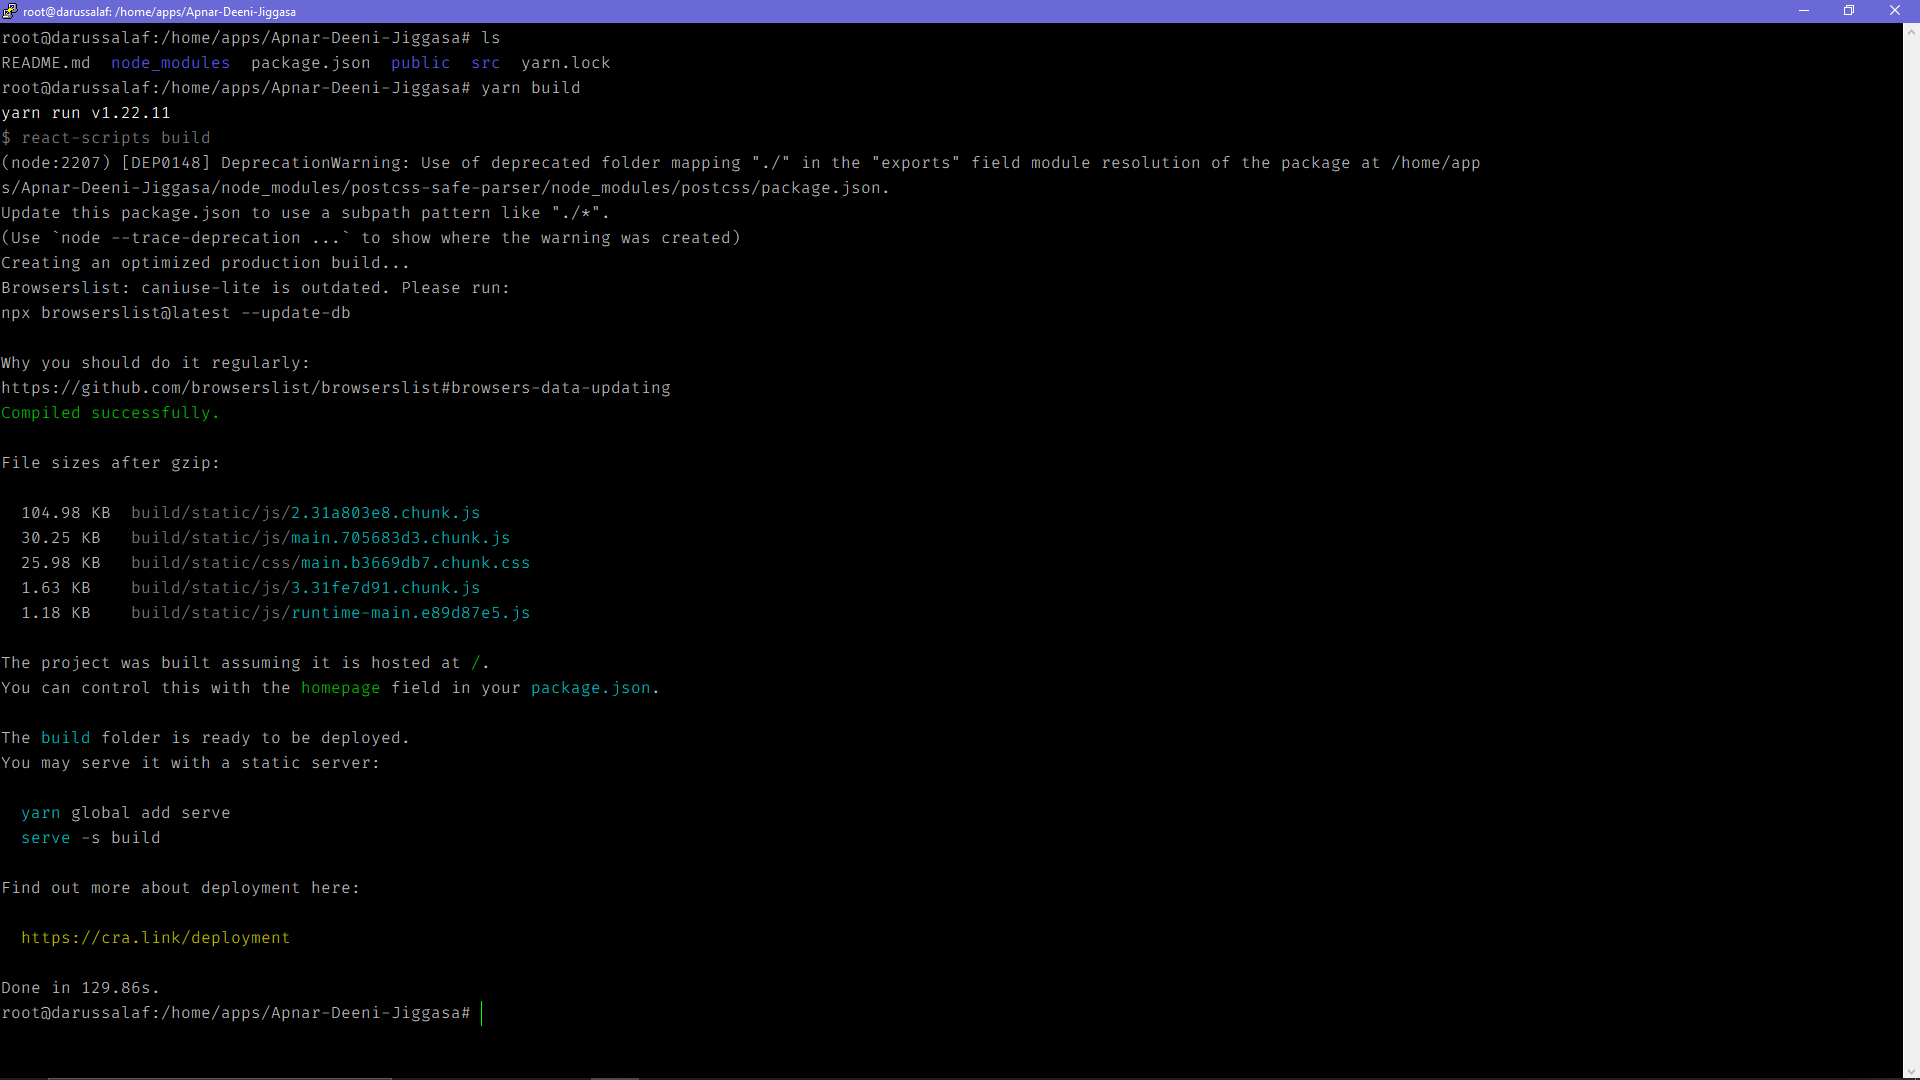 root@darussalaf: /home/apps/Apnar-Deeni-Jiggasa
root@darussalaf:/home/apps/Apnar-Deeni-Jiggasa# ls
README.md  node_modules  package.json  public  src  yarn.lock
root@darussalaf:/home/apps/Apnar-Deeni-Jiggasa# yarn build
yarn run v1.22.11
$ react-scripts build
(node:2207) [DEP0148] DeprecationWarning: Use of deprecated folder mapping "./" in the "exports" field module resolution of the package at /home/app
s/Apnar-Deeni-Jiggasa/node_modules/postcss-safe-parser/node_modules/postcss/package.json.
Update this package.json to use a subpath pattern like "./*".
(Use `node --trace-deprecation ...` to show where the warning was created)
Creating an optimized production build...
Browserslist: caniuse-lite is outdated. Please run:
npx browserslist@latest --update-db
Why you should do it regularly:
https://github.com/browserslist/browserslist#browsers-data-updating
Compiled successfully.
File sizes after gzip:
104.98 KB  build/static/js/2.31a803e8.chunk.js
30.25 KB   build/static/js/main.705683d3.chunk.js
25.98 KB   build/static/css/main.b3669db7.chunk.css
1.63 KB    build/static/js/3.31fe7d91.chunk.js
1.18 KB    build/static/js/runtime-main.e89d87e5.js
The project was built assuming it is hosted at /.
You can control this with the homepage field in your package.json.
The build folder is ready to be deployed.
You may serve it with a static server:
yarn global add serve
serve -s build
Find out more about deployment here:
https://cra.link/deployment
Done in 129.86s.
root@darussalaf:/home/apps/Apnar-Deeni-Jiggasa#